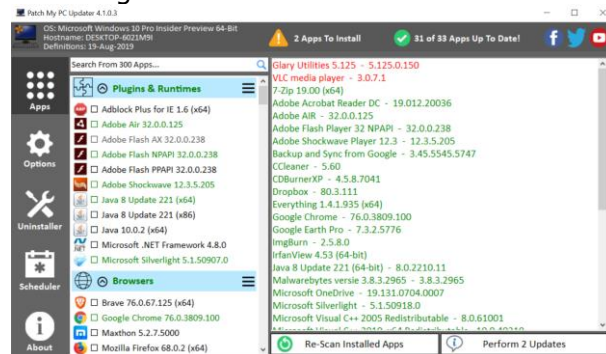 Patch My PC Updater 4.1.0.3
OS: Microsoft Windows 10 Pro Insider Preview 64-Bit
Hostname: DESKTOP-6021M9I
Definitions: 19-Aug-2019
2 Apps To Install
31 of 33 Apps Up To Date!
Search From 300 Apps...
Apps
Options
Uninstaller
Scheduler
About
Plugins & Runtimes
Adblock Plus for IE 1.6 (x64)
Adobe Air 32.0.0.125
Adobe Flash AX 32.0.0.238
Adobe Flash NPAPI 32.0.0.238
Adobe Flash PPAPI 32.0.0.238
Adobe Shockwave 12.3.5.205
Java 8 Update 221 (x64)
Java 8 Update 221 (x86)
Java 10.0.2 (x64)
Microsoft .NET Framework 4.8.0
Microsoft Silverlight 5.1.50907.0
Browsers
Brave 76.0.67.125 (x64)
Google Chrome 76.0.3809.100
Maxthon 5.2.7.5000
Mozilla Firefox 68.0.2 (x64)
Glary Utilities 5.125 - 5.125.0.150
VLC media player - 3.0.7.1
7-Zip 19.00 (x64)
Adobe Acrobat Reader DC - 19.012.20036
Adobe AIR - 32.0.0.125
Adobe Flash Player 32 NPAPI - 32.0.0.238
Adobe Shockwave Player 12.3 - 12.3.5.205
Backup and Sync from Google - 3.45.5545.5747
CCleaner - 5.60
CDBurnerXP - 4.5.8.7041
Dropbox - 80.3.111
Everything 1.4.1.935 (x64)
Google Chrome - 76.0.3809.100
Google Earth Pro - 7.3.2.5776
ImgBurn - 2.5.8.0
IrfanView 4.53 (64-bit)
Java 8 Update 221 (64-bit) - 8.0.2210.11
Malwarebytes versie 3.8.3.2965 - 3.8.3.2965
Microsoft OneDrive - 19.131.0704.0007
Microsoft Silverlight - 5.1.50918.0
Microsoft Visual C++ 2005 Redistributable - 8.0.61001
Re-Scan Installed Apps
Perform 2 Updates